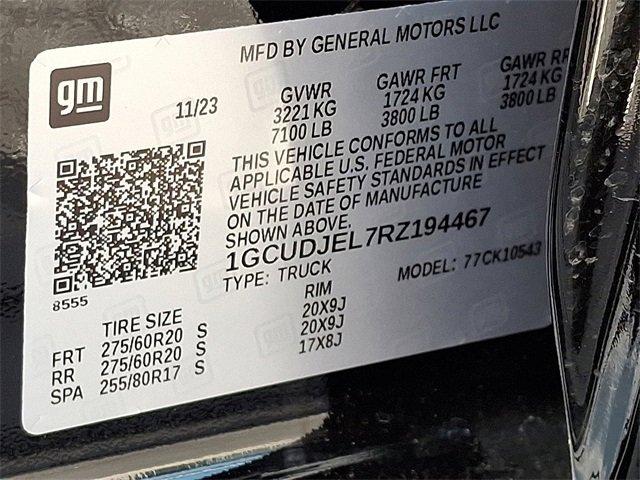 MFD BY GENERAL MOTORS LLC
gm
11/23
GVWR GAWR FRT GAWR RR
3221 KG 1724 KG 1724 KG
7100 LB 3800 LB 3800 LB
THIS VEHICLE CONFORMS TO ALL
APPLICABLE U.S. FEDERAL MOTOR
VEHICLE SAFETY STANDARDS IN EFFECT
ON THE DATE OF MANUFACTURE
SHOWN ABOVE.
1GCUDJEL7RZ194467
TYPE: TRUCK MODEL: 77CK10543
8555
TIRE SIZE RIM
FRT 275/60R20 S 20X9J
RR 275/60R20 S 20X9J
SPA 255/80R17 S 17X8J